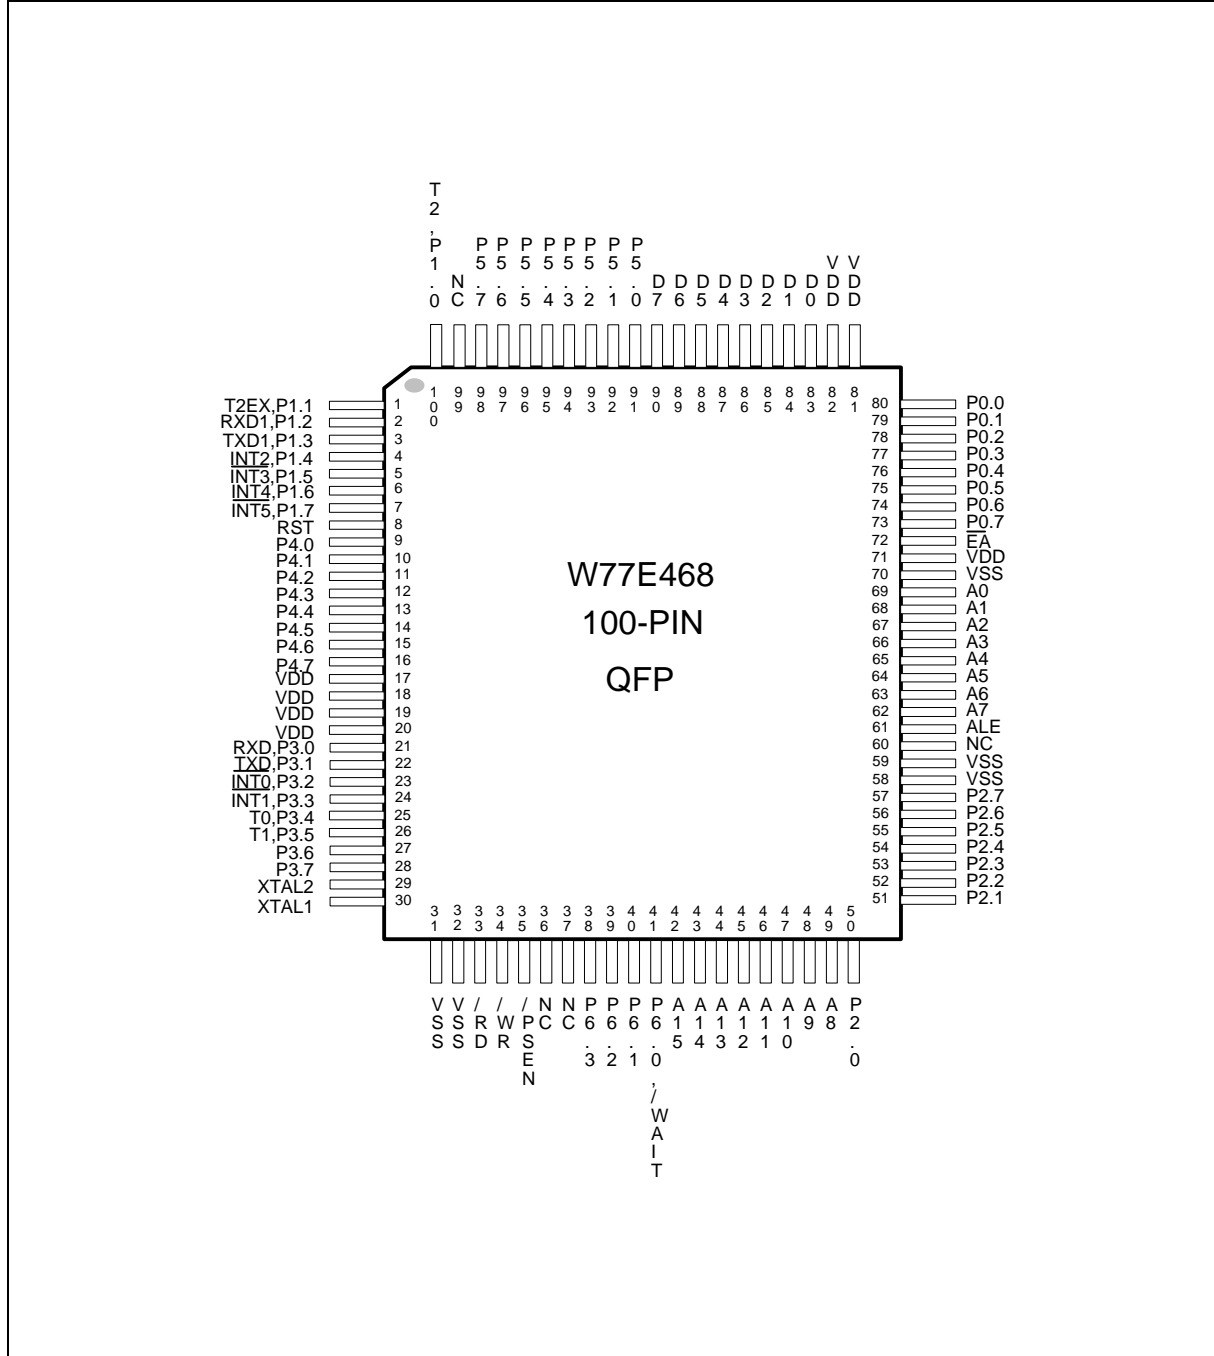 T2,P1.0
NC
P5.7
P5.6
P5.5
P5.4
P5.3
P5.2
P5.1
P5.0
D7
D6
D5
D4
D3
D2
D1
D0
VDD
VDD
100
99
98
97
96
95
94
93
92
91
90
89
88
87
86
85
84
83
82
81
T2EX,P1.1 1
RXD1,P1.2 2
TXD1,P1.3 3
INT2,P1.4 4
INT3,P1.5 5
INT4,P1.6 6
INT5,P1.7 7
RST 8
P4.0 9
P4.1 10
P4.2 11
P4.3 12
P4.4 13
P4.5 14
P4.6 15
P4.7 16
VDD 17
VDD 18
VDD 19
VDD 20
RXD,P3.0 21
TXD,P3.1 22
INT0,P3.2 23
INT1,P3.3 24
T0,P3.4 25
T1,P3.5 26
P3.6 27
P3.7 28
XTAL2 29
XTAL1 30
W77E468
100-PIN
QFP
80 P0.0
79 P0.1
78 P0.2
77 P0.3
76 P0.4
75 P0.5
74 P0.6
73 P0.7
72 EA
71 VDD
70 VSS
69 A0
68 A1
67 A2
66 A3
65 A4
64 A5
63 A6
62 A7
61 ALE
60 NC
59 VSS
58 VSS
57 P2.7
56 P2.6
55 P2.5
54 P2.4
53 P2.3
52 P2.2
51 P2.1
31
32
33
34
35
36
37
38
39
40
41
42
43
44
45
46
47
48
49
50
VSS
VSS
/RD
/WR
/PSEN
NC
NC
P6.3
P6.2
P6.1
P6.0,/WAIT
A15
A14
A13
A12
A11
A10
A9
A8
P2.0